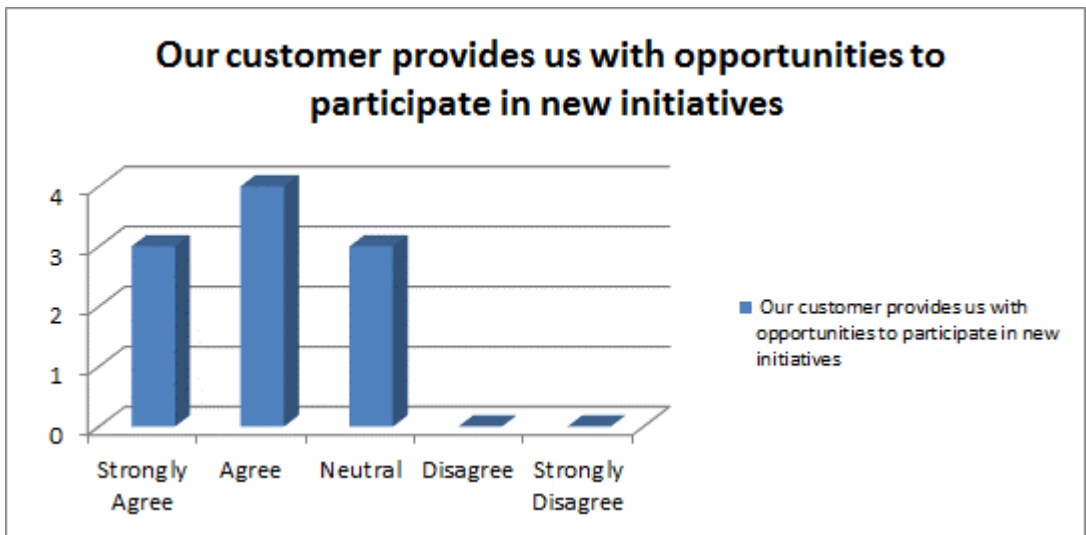 Our customer provides us with opportunities to
participate in new initiatives
4
3
2
1
0
Strongly Agree
Agree
Neutral
Disagree
Strongly Disagree
Our customer provides us with
opportunities to participate in new
initiatives